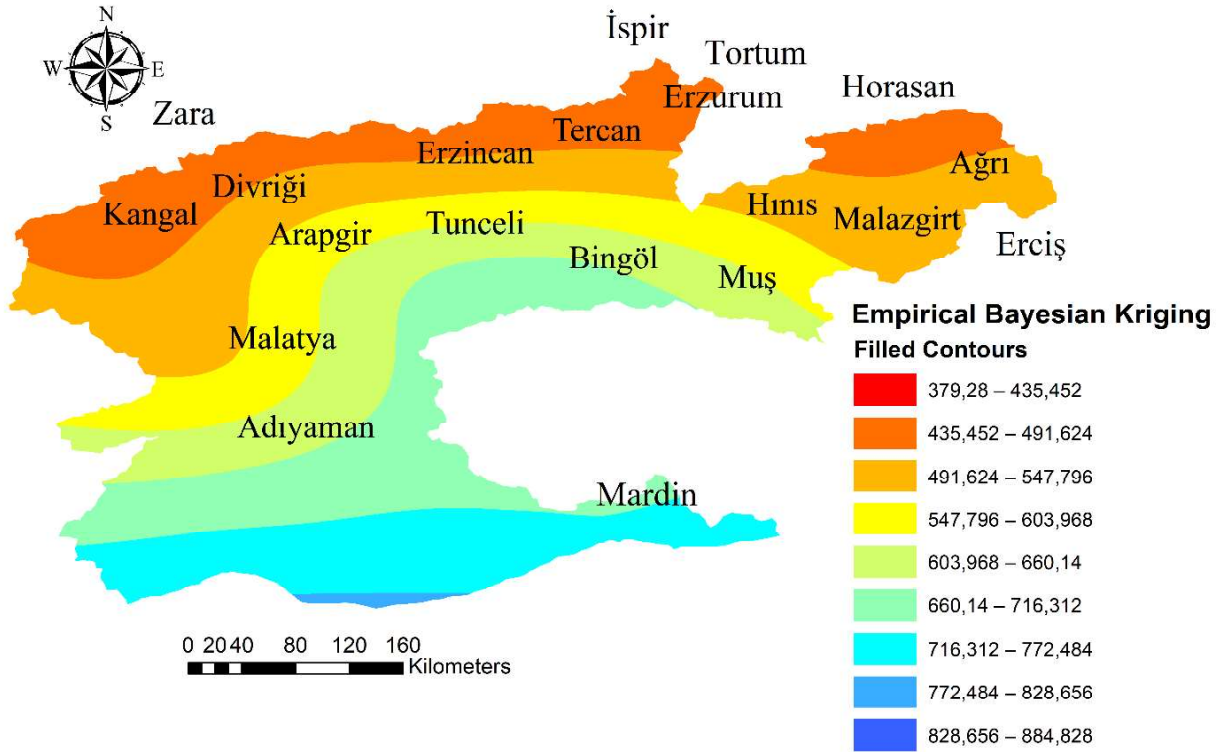 N
W
E
S
İspir
Tortum
Zara
Horasan
Erzurum
Tercan
Erzincan
Ağrı
Divriği
Kangal
Hınıs
Arapgir
Tunceli
Malazgirt
Erciş
Bingöl
Muş
Malatya
Adıyaman
Mardin
Empirical Bayesian Kriging
Filled Contours
379,28 – 435,452
435,452 – 491,624
491,624 – 547,796
547,796 – 603,968
603,968 – 660,14
660,14 – 716,312
716,312 – 772,484
772,484 – 828,656
828,656 – 884,828
0 20 40 80 120 160
Kilometers